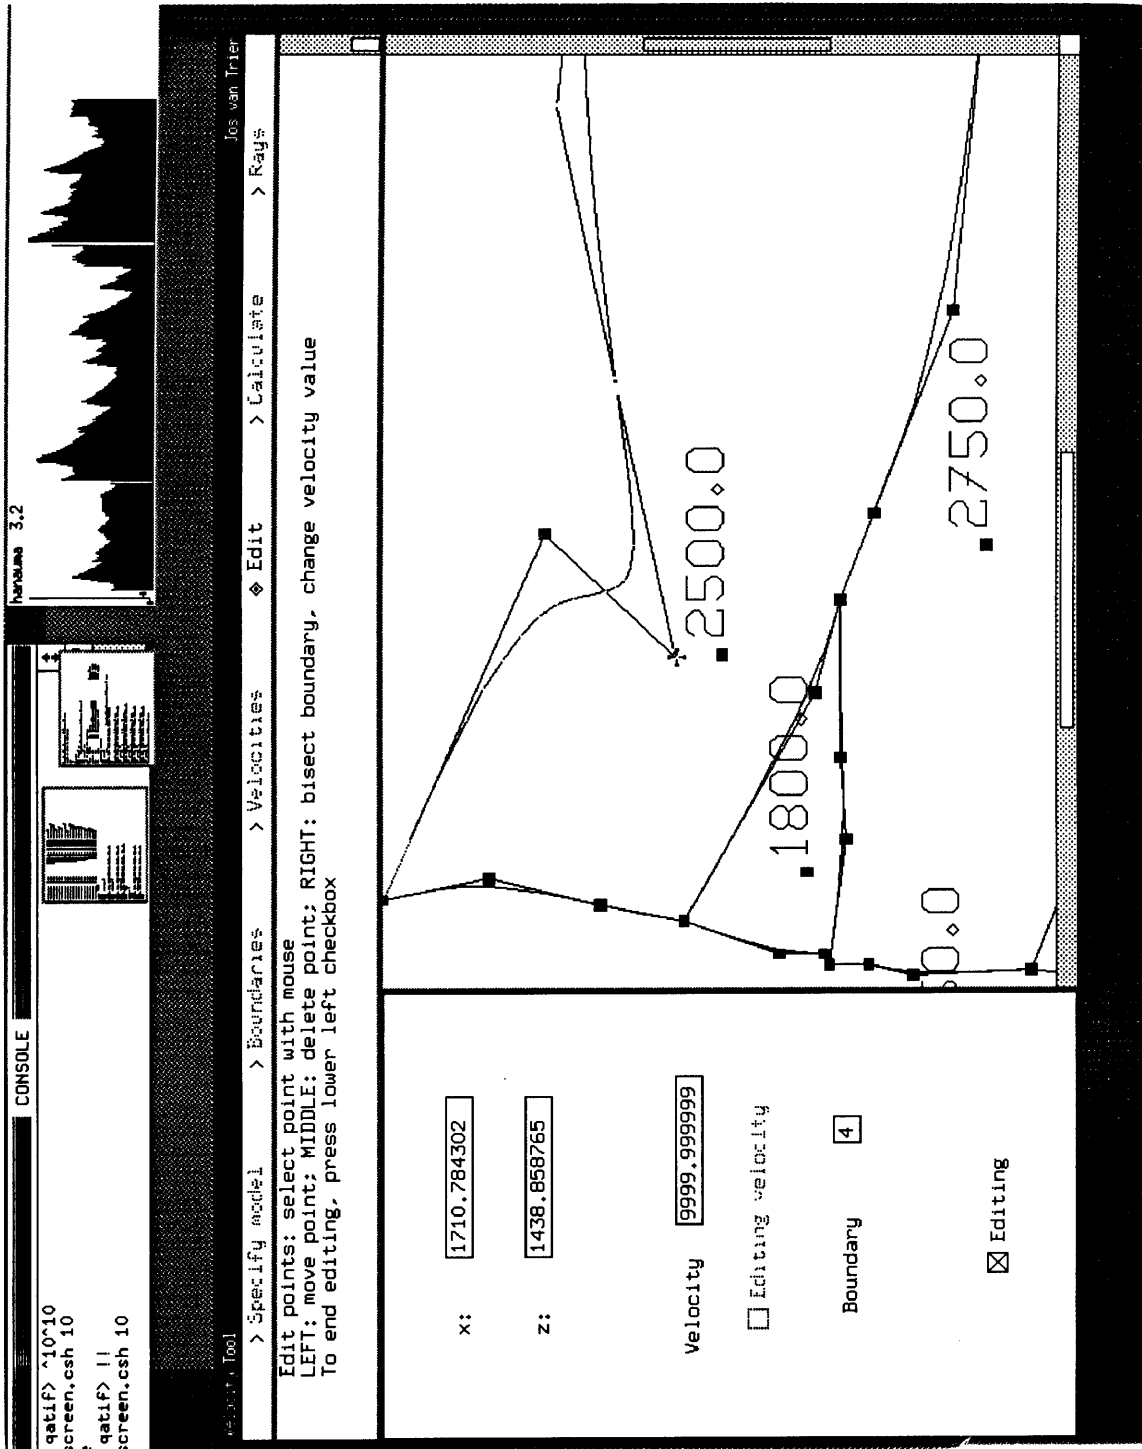 CONSOLE
qatif> ^10^10
screen.csh 10
qatif> !!
screen.csh 10
hanauma 3.2
Velocity Tool
Jos van Trier
> Specify model > Boundaries > Velocities Edit > Calculate > Rays
Edit points: select point with mouse
LEFT: move point; MIDDLE: delete point; RIGHT: bisect boundary, change velocity value
To end editing, press lower left checkbox
x: 1710.784302
z: 1438.858765
Velocity 9999.999999
Editing velocity
Boundary 4
Editing
2500.0
1800.0
2750.0
0.0